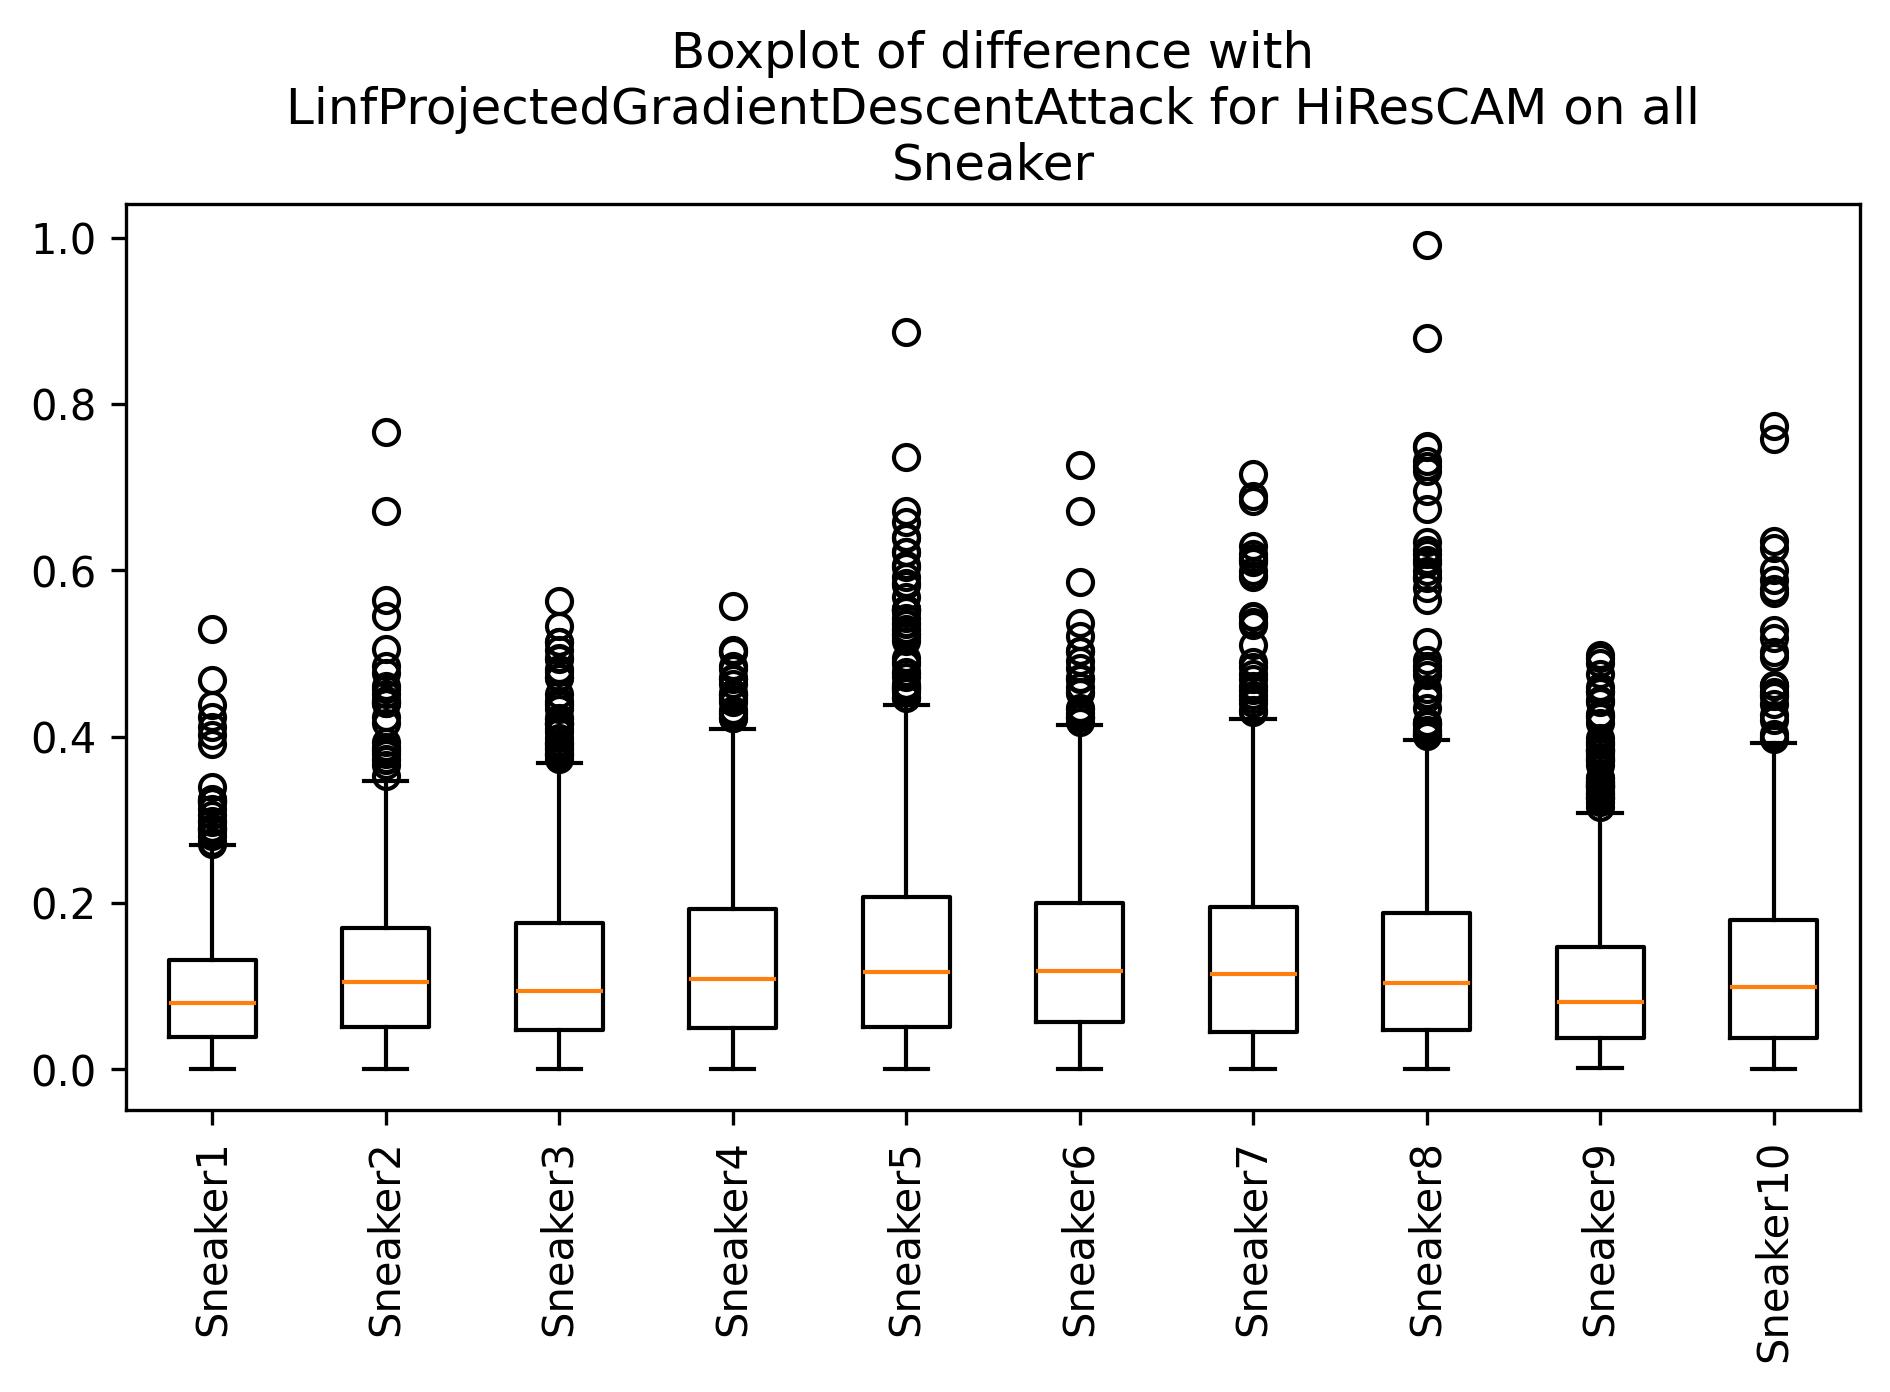 Boxplot of difference with
LinfProjectedGradientDescentAttack for HiResCAM on all
Sneaker
1.0
0.8
0.6
0.4
0.2
0.0
Sneaker1
Sneaker2
Sneaker3
Sneaker4
Sneaker5
Sneaker6
Sneaker7
Sneaker8
Sneaker9
Sneaker10